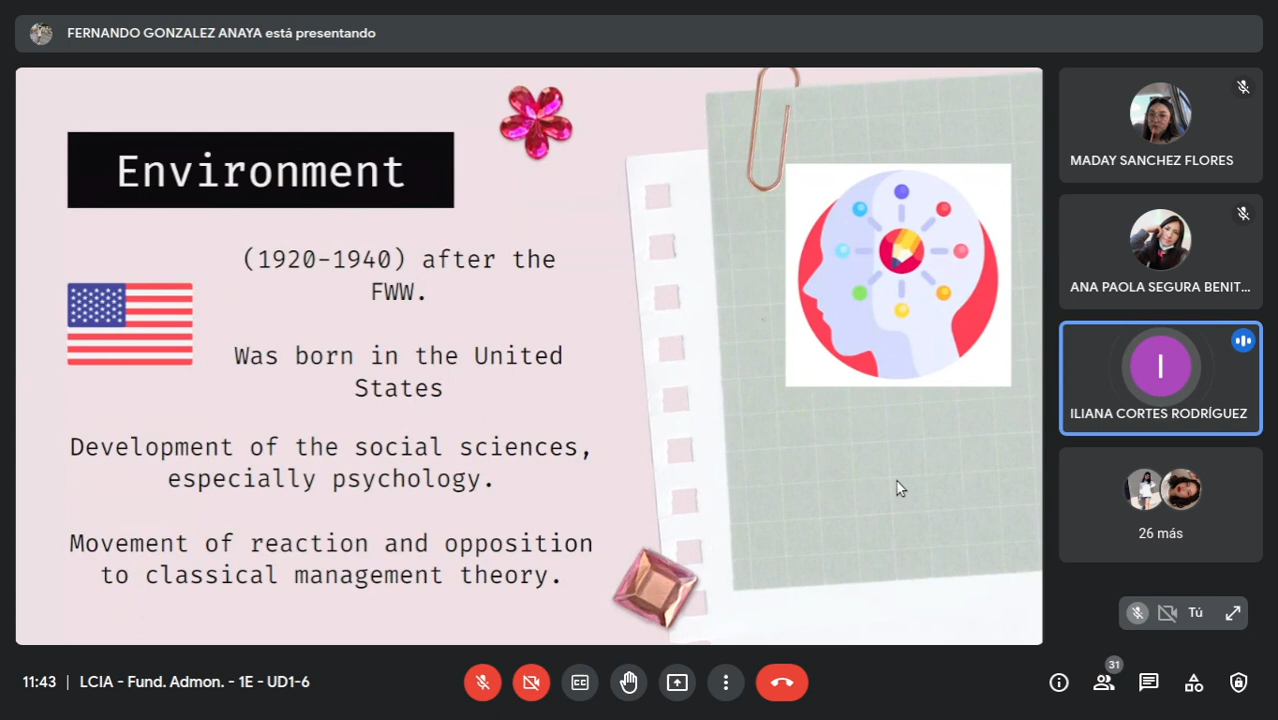 FERNANDO GONZALEZ ANAYA está presentando
Environment
(1920-1940) after the
FWW.
Was born in the United
States
Development of the social sciences,
especially psychology.
Movement of reaction and opposition
to classical management theory.
MADAY SANCHEZ FLORES
ANA PAOLA SEGURA BENIT...
I
ILIANA CORTES RODRÍGUEZ
26 más
Tú
11:43 | LCIA - Fund. Admon. - 1E - UD1-6
31